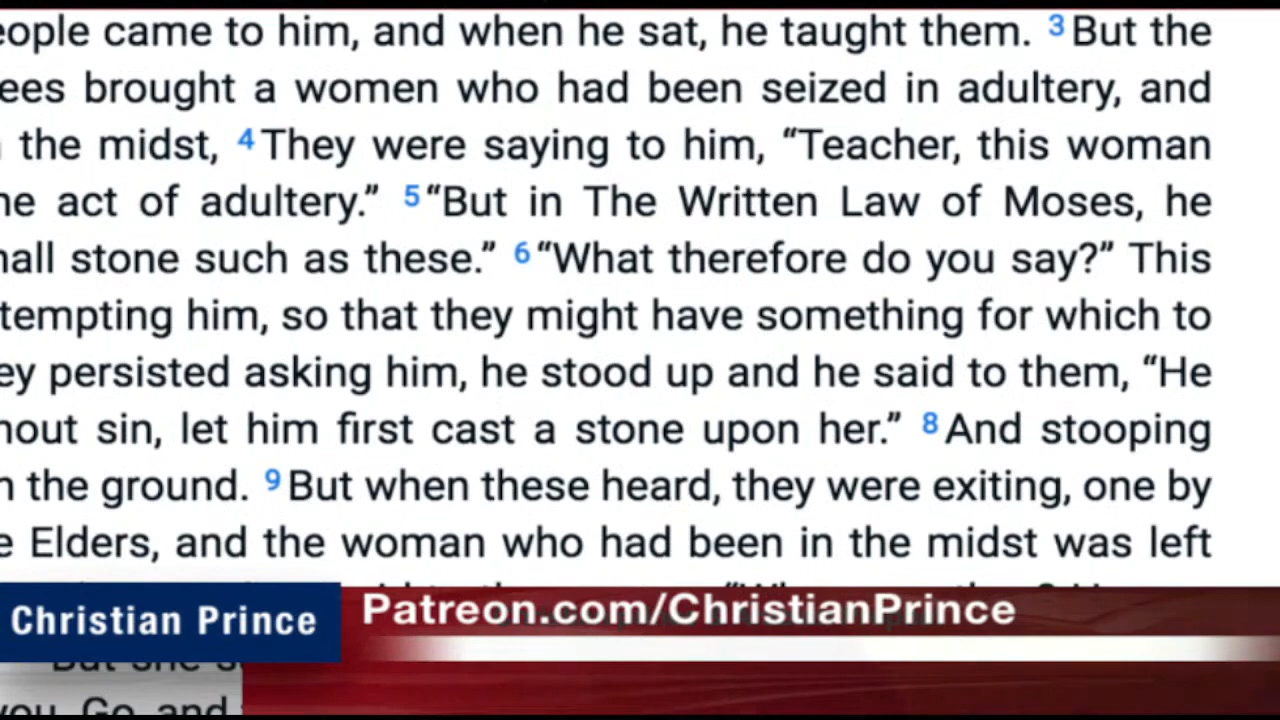 eople came to him, and when he sat, he taught them. 3 But the
ees brought a women who had been seized in adultery, and
the midst, 4 They were saying to him, “Teacher, this woman
he act of adultery.” 5 “But in The Written Law of Moses, he
hall stone such as these.” 6 “What therefore do you say?” This
tempting him, so that they might have something for which to
ey persisted asking him, he stood up and he said to them, “He
hout sin, let him first cast a stone upon her.” 8 And stooping
n the ground. 9 But when these heard, they were exiting, one by
e Elders, and the woman who had been in the midst was left
Christian Prince
Patreon.com/ChristianPrince
But she s
you. Go, and